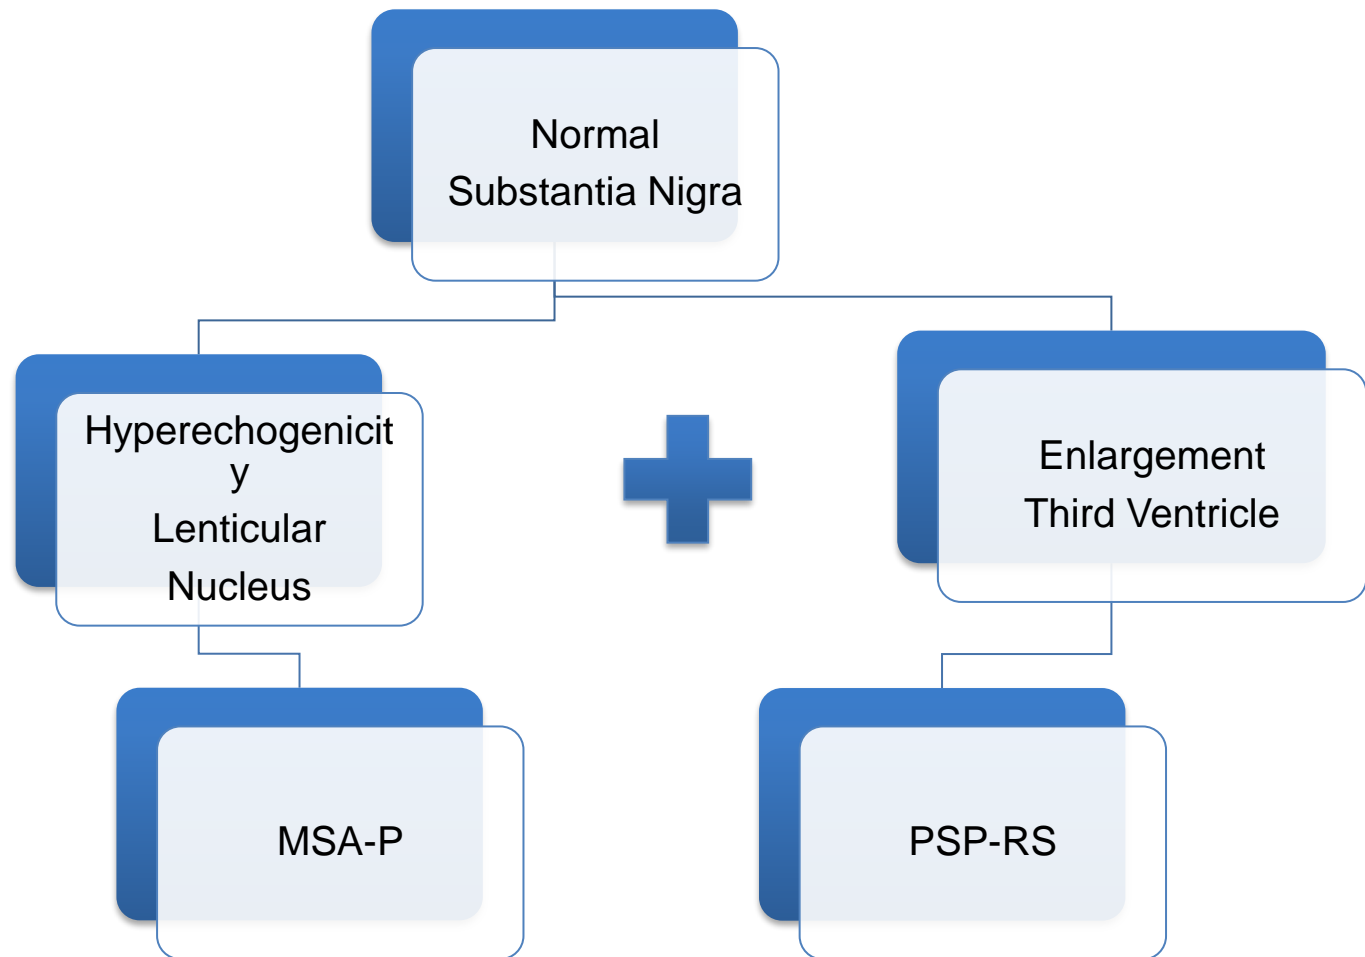 Normal
Substantia Nigra
Hyperechogenicit
y
Lenticular
Nucleus
Enlargement
Third Ventricle
MSA-P
PSP-RS